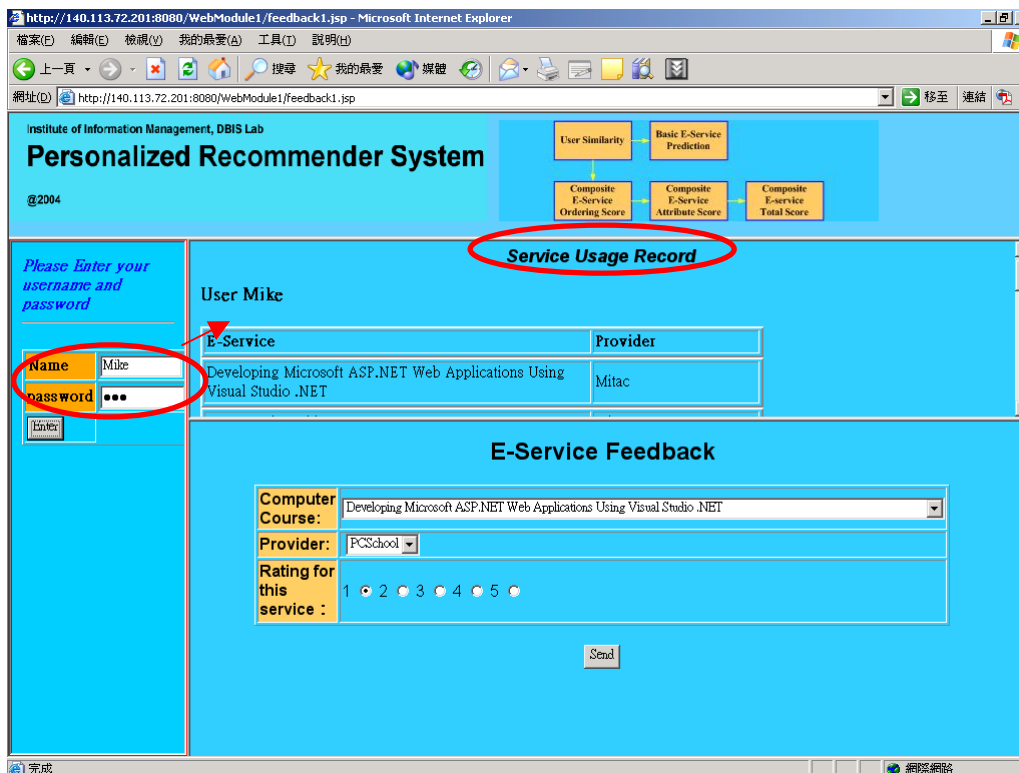 http://140.113.72.201:8080/WebModule1/feedback1.jsp - Microsoft Internet Explorer
檔案(F) 編輯(E) 檢視(V) 我的最愛(A) 工具(T) 說明(H)
上一頁 搜尋 我的最愛 媒體
網址(D) http://140.113.72.201:8080/WebModule1/feedback1.jsp 移至 連結
Institute of Information Management, DBIS Lab
Personalized Recommender System
@2004
User Similarity
Basic E-Service
Prediction
Composite
E-Service
Ordering Score
Composite
E-Service
Attribute Score
Composite
E-service
Total Score
Please Enter your
username and
password
Name Mike
password
Enter
Service Usage Record
User Mike
E-Service Provider
Developing Microsoft ASP.NET Web Applications Using
Visual Studio .NET
Mitac
E-Service Feedback
Computer
Course:
Developing Microsoft ASP.NET Web Applications Using Visual Studio .NET
Provider: PCSchool
Rating for
this
service：
1 2 3 4 5
Send
完成 網際網路